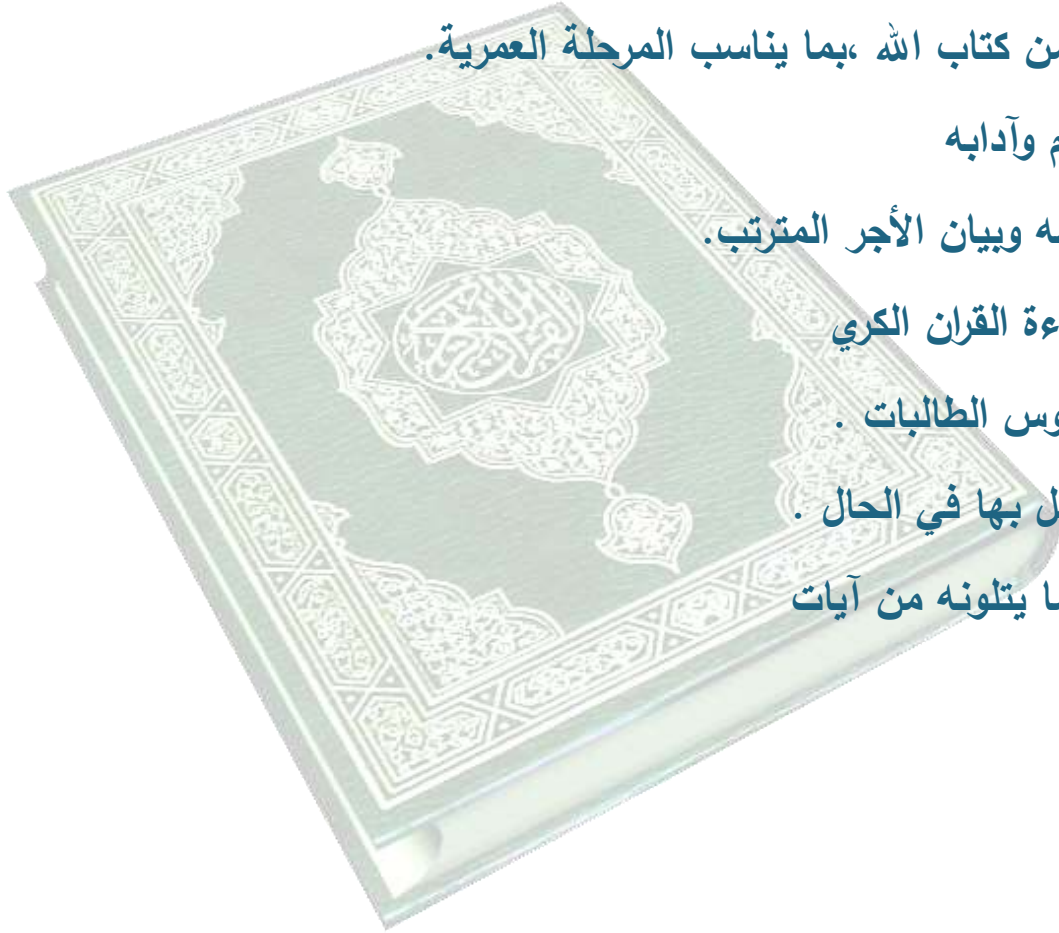 ن كتاب الله ،بما يناسب المرحلة العمرية.
م وآدابه
ه وبيان الأجر المترتب.
ءة القران الكري
وس الطالبات .
ل بها في الحال .
ا يتلونه من آيات